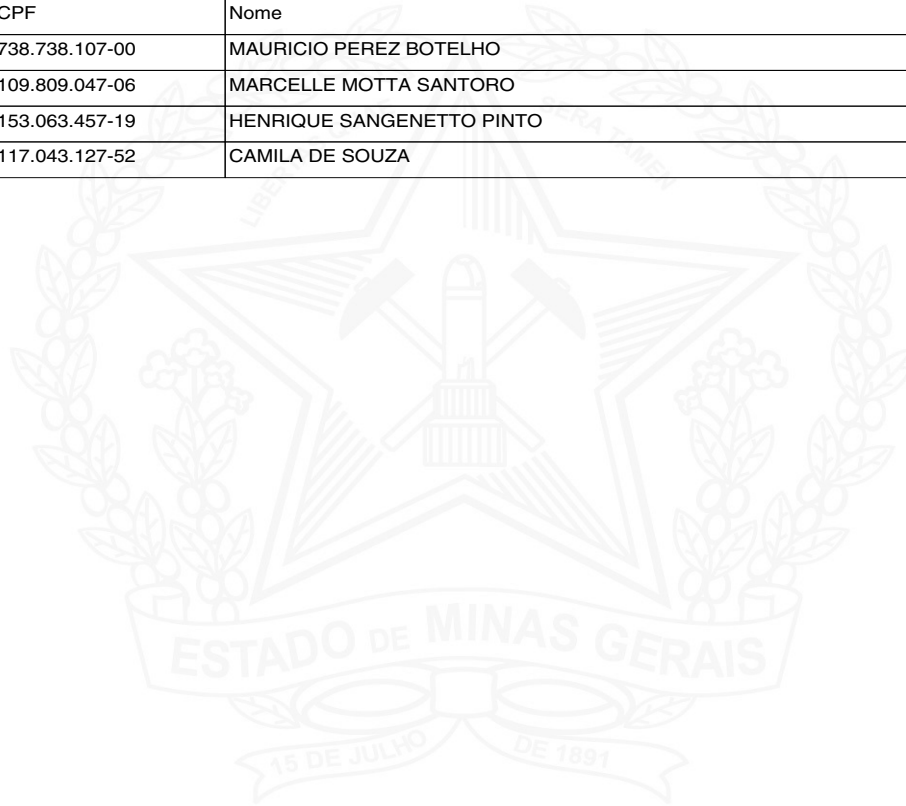 CPF Nome
738.738.107-00 MAURICIO PEREZ BOTELHO
109.809.047-06 MARCELLE MOTTA SANTORO
153.063.457-19 HENRIQUE SANGENETTO PINTO
117.043.127-52 CAMILA DE SOUZA
SERA TAMEN
ESTADO DE MINAS GERAIS
15 DE JULHO DE 1891